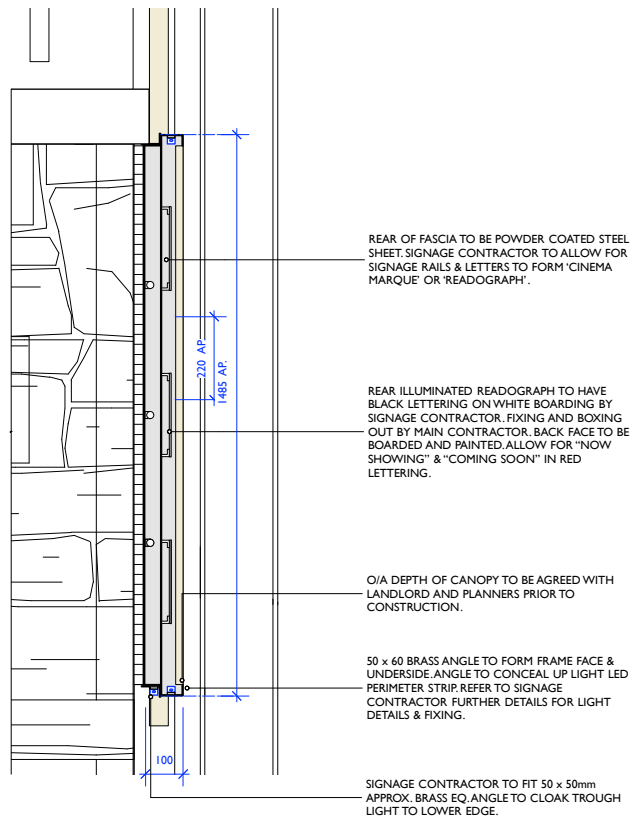 REAR OF FASCIA TO BE POWDER COATED STEEL
SHEET. SIGNAGE CONTRACTOR TO ALLOW FOR
SIGNAGE RAILS & LETTERS TO FORM 'CINEMA
MARQUE' OR 'READOGRAPH'.
220 AP.
1485 AP.
REAR ILLUMINATED READOGRAPH TO HAVE
BLACK LETTERING ON WHITE BOARDING BY
SIGNAGE CONTRACTOR. FIXING AND BOXING
OUT BY MAIN CONTRACTOR. BACK FACE TO BE
BOARDED AND PAINTED. ALLOW FOR "NOW
SHOWING" & "COMING SOON" IN RED
LETTERING.
O/A DEPTH OF CANOPY TO BE AGREED WITH
LANDLORD AND PLANNERS PRIOR TO
CONSTRUCTION.
50 x 60 BRASS ANGLE TO FORM FRAME FACE &
UNDERSIDE. ANGLE TO CONCEAL UP LIGHT LED
PERIMETER STRIP. REFER TO SIGNAGE
CONTRACTOR FURTHER DETAILS FOR LIGHT
DETAILS & FIXING.
100
SIGNAGE CONTRACTOR TO FIT 50 x 50mm
APPROX. BRASS EQ. ANGLE TO CLOAK TROUGH
LIGHT TO LOWER EDGE.